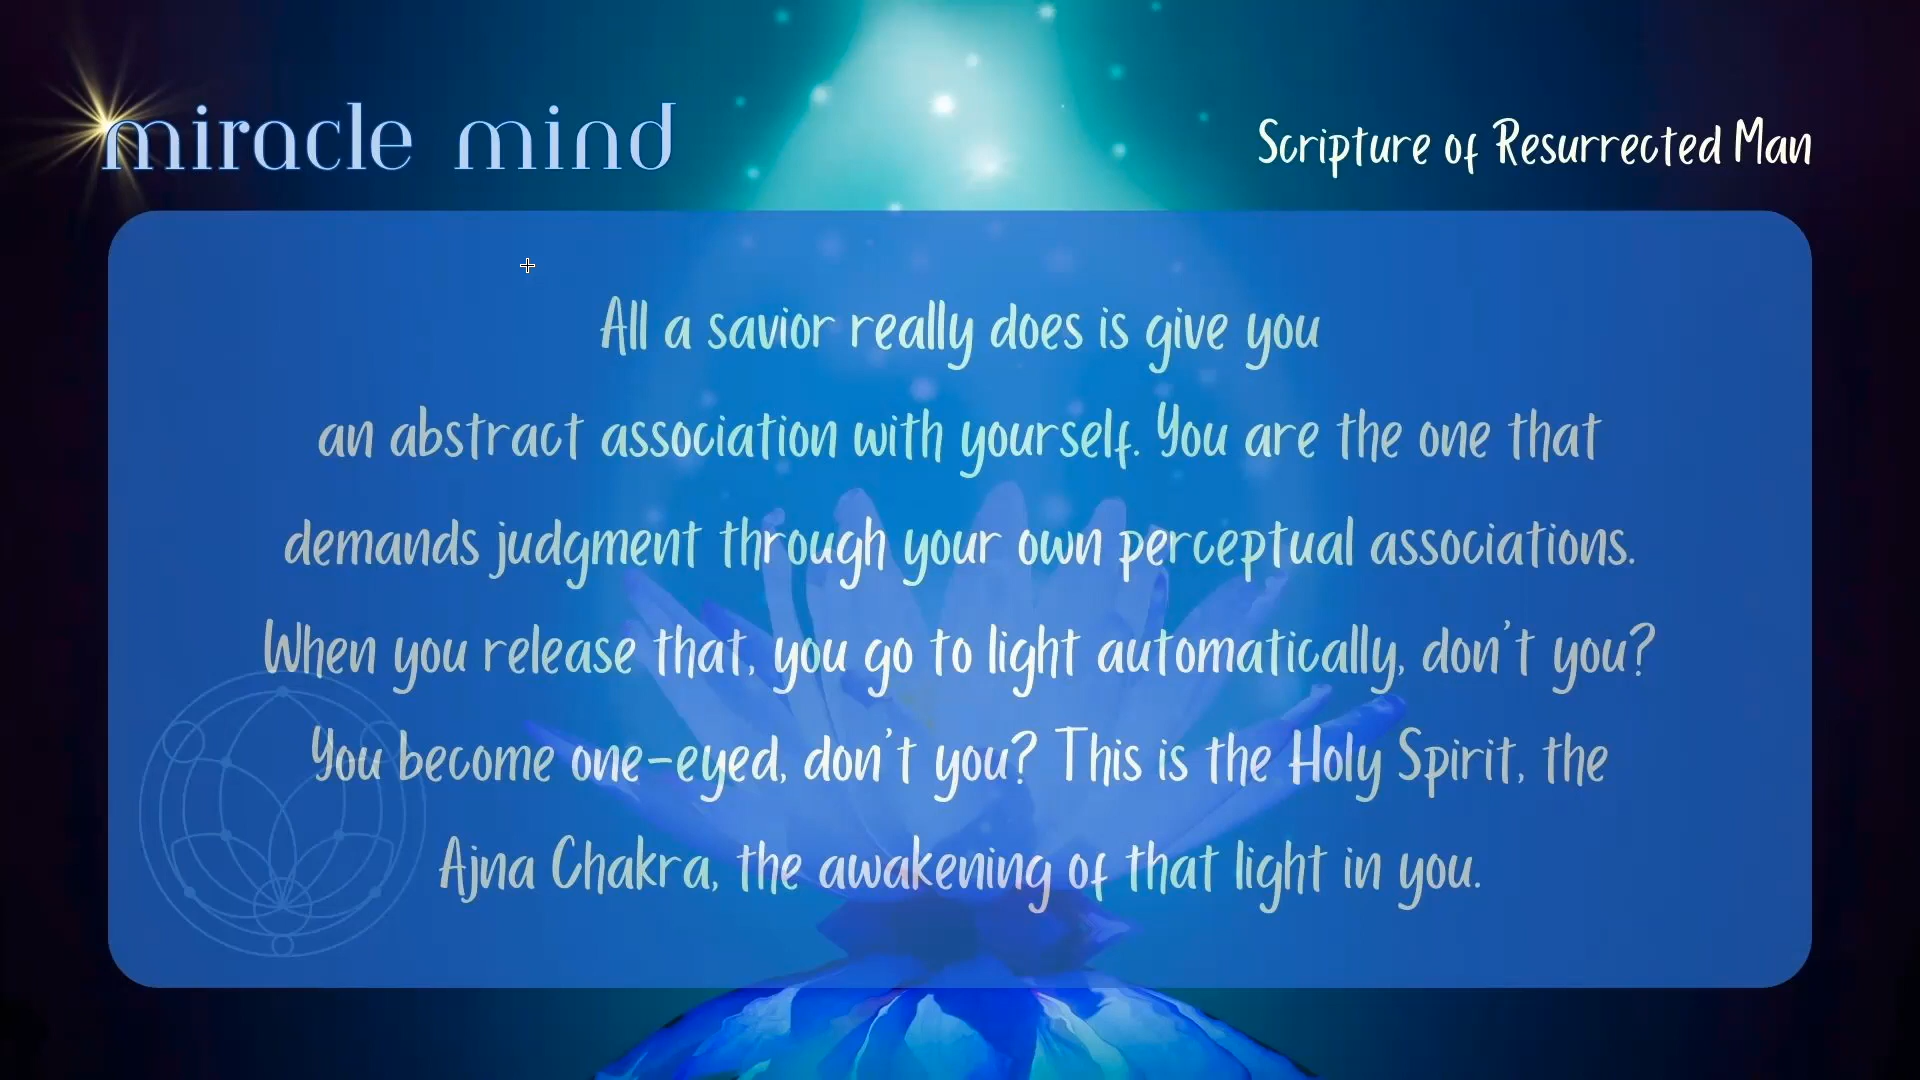 miracle mind
Scripture of Resurrected Man
All a savior really does is give you
an abstract association with yourself. You are the one that
demands judgment through your own perceptual associations.
When you release that, you go to light automatically, don't you?
You become one-eyed, don't you? This is the Holy Spirit, the
Ajna Chakra, the awakening of that light in you.